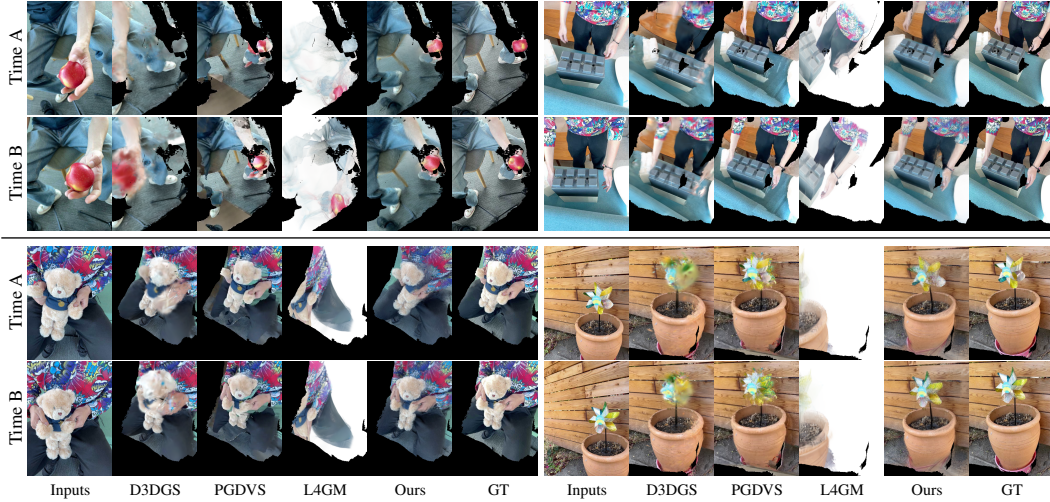 Time A
Time B
Time A
Time B
Inputs D3DGS PGDVS L4GM Ours GT Inputs D3DGS PGDVS L4GM Ours GT